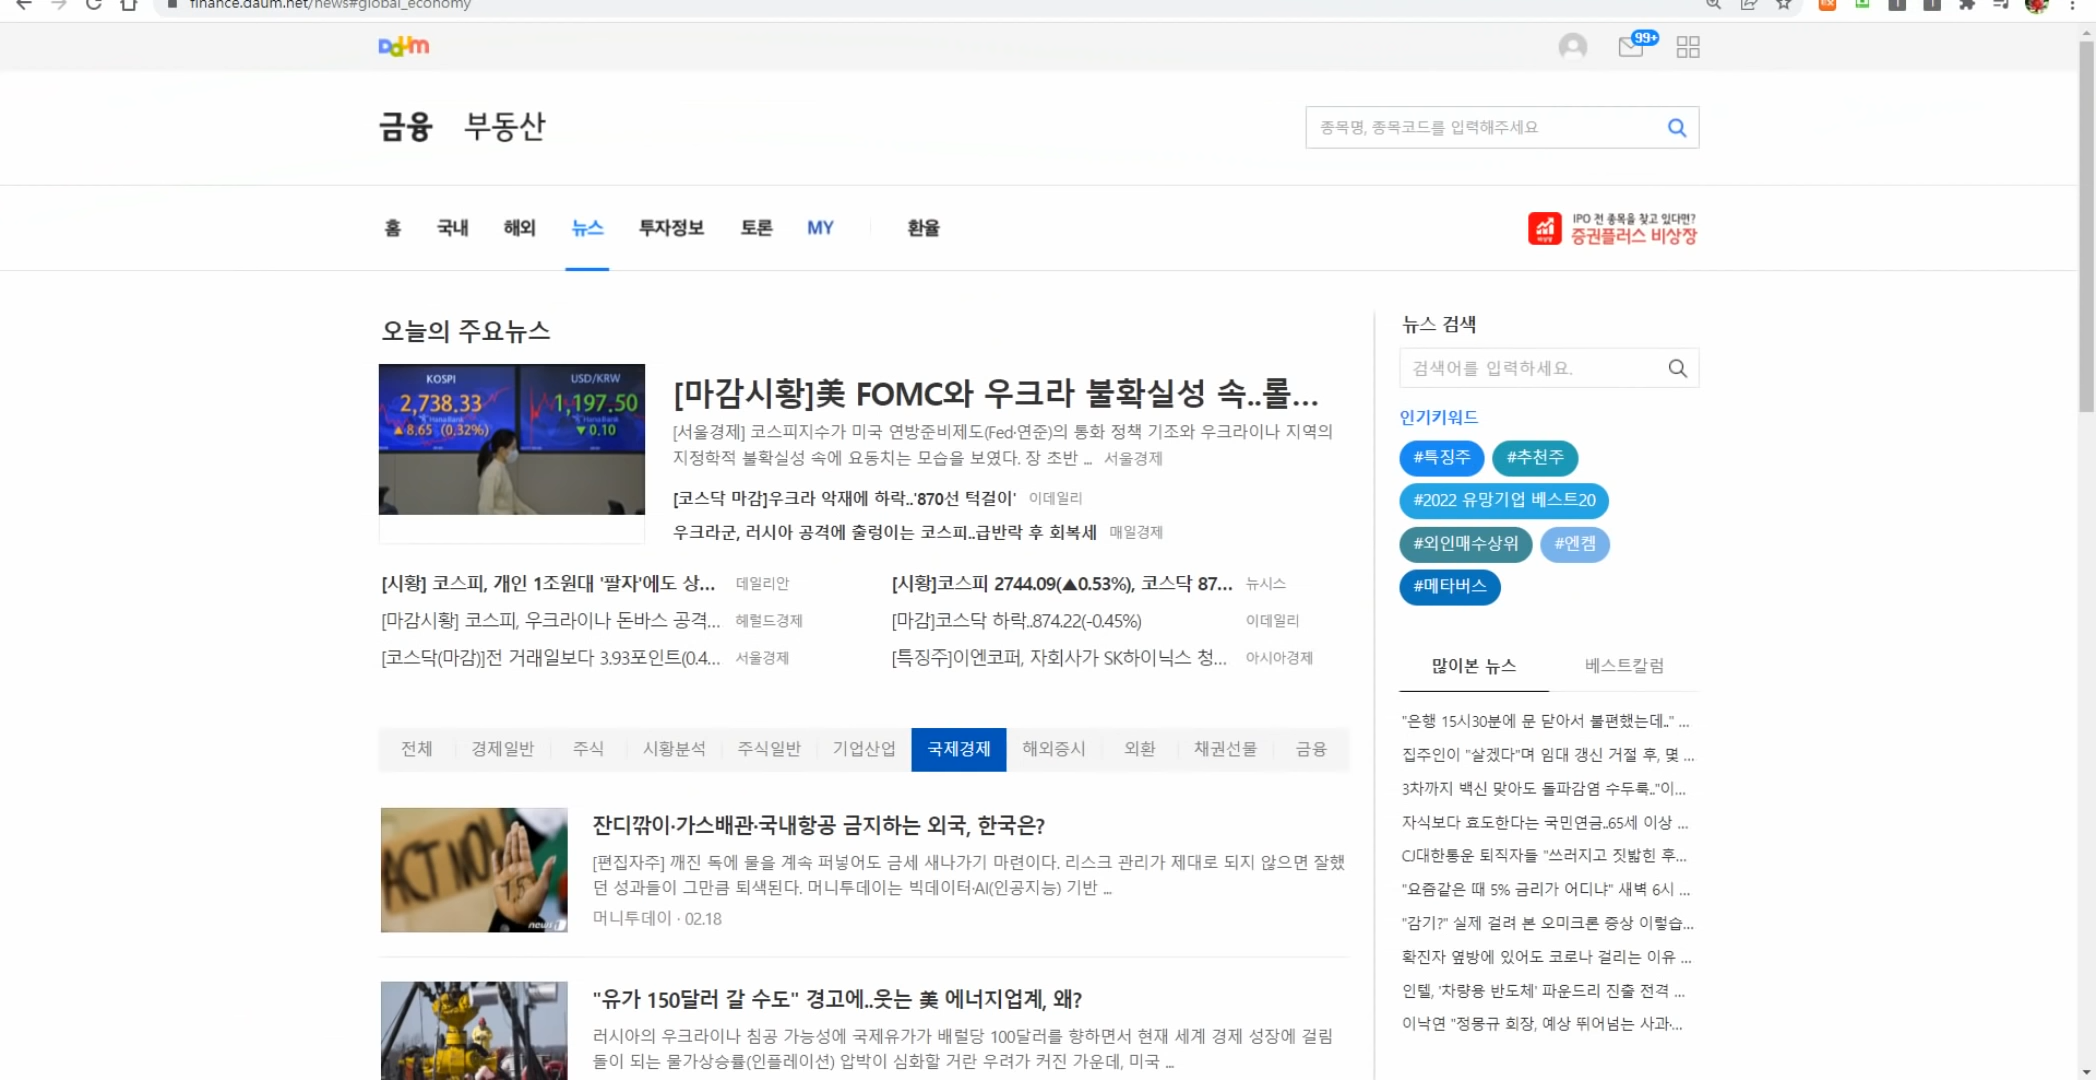 finance.daum.net/news#global_economy
Daum
99+
금융 부동산
종목명, 종목코드를 입력해주세요
홈 국내 해외 뉴스 투자정보 토론 MY 환율
IPO 전 종목을 찾고 있다면?
증권플러스 비상장
오늘의 주요뉴스
KOSPI
2,738.33
▲8.65 (0.32%)
USD/KRW
1,197.50
▼0.10
[마감시황]美 FOMC와 우크라 불확실성 속..롤...
[서울경제] 코스피지수가 미국 연방준비제도(Fed·연준)의 통화 정책 기조와 우크라이나 지역의
지정학적 불확실성 속에 요동치는 모습을 보였다. 장 초반 ... 서울경제
[코스닥 마감]우크라 악재에 하락..'870선 턱걸이' 이데일리
우크라군, 러시아 공격에 출렁이는 코스피..급반락 후 회복세 매일경제
[시황] 코스피, 개인 1조원대 '팔자'에도 상... 데일리안
[시황]코스피 2744.09(▲0.53%), 코스닥 87... 뉴시스
[마감시황] 코스피, 우크라이나 돈바스 공격... 헤럴드경제
[마감]코스닥 하락..874.22(-0.45%) 이데일리
[코스닥(마감)]전 거래일보다 3.93포인트(0.4... 서울경제
[특징주]이엔코퍼, 자회사가 SK하이닉스 청... 아시아경제
전체 경제일반 주식 시황분석 주식일반 기업산업 국제경제 해외증시 외환 채권선물 금융
ACT NOW
1.5
news1
잔디깎이·가스배관·국내항공 금지하는 외국, 한국은?
[편집자주] 깨진 독에 물을 계속 퍼넣어도 금세 새나가기 마련이다. 리스크 관리가 제대로 되지 않으면 잘했
던 성과들이 그만큼 퇴색된다. 머니투데이는 빅데이터·AI(인공지능) 기반 ...
머니투데이 · 02.18
"유가 150달러 갈 수도" 경고에..웃는 美 에너지업계, 왜?
러시아의 우크라이나 침공 가능성에 국제유가가 배럴당 100달러를 향하면서 현재 세계 경제 성장에 걸림
돌이 되는 물가상승률(인플레이션) 압박이 심화할 거란 우려가 커진 가운데, 미국 ...
뉴스 검색
검색어를 입력하세요.
인기키워드
#특징주 #추천주
#2022 유망기업 베스트20
#외인매수상위 #엔켐
#메타버스
많이본 뉴스 베스트칼럼
"은행 15시30분에 문 닫아서 불편했는데.." ...
집주인이 "살겠다"며 임대 갱신 거절 후, 몇 ...
3차까지 백신 맞아도 돌파감염 수두룩.."이...
자식보다 효도한다는 국민연금..65세 이상 ...
CJ대한통운 퇴직자들 "쓰러지고 짓밟힌 후...
"요즘같은 때 5% 금리가 어디냐" 새벽 6시 ...
"감기?" 실제 걸려 본 오미크론 증상 이렇습...
확진자 옆방에 있어도 코로나 걸리는 이유 ...
인텔, '차량용 반도체' 파운드리 진출 전격 ...
이낙연 "정몽규 회장, 예상 뛰어넘는 사과·...